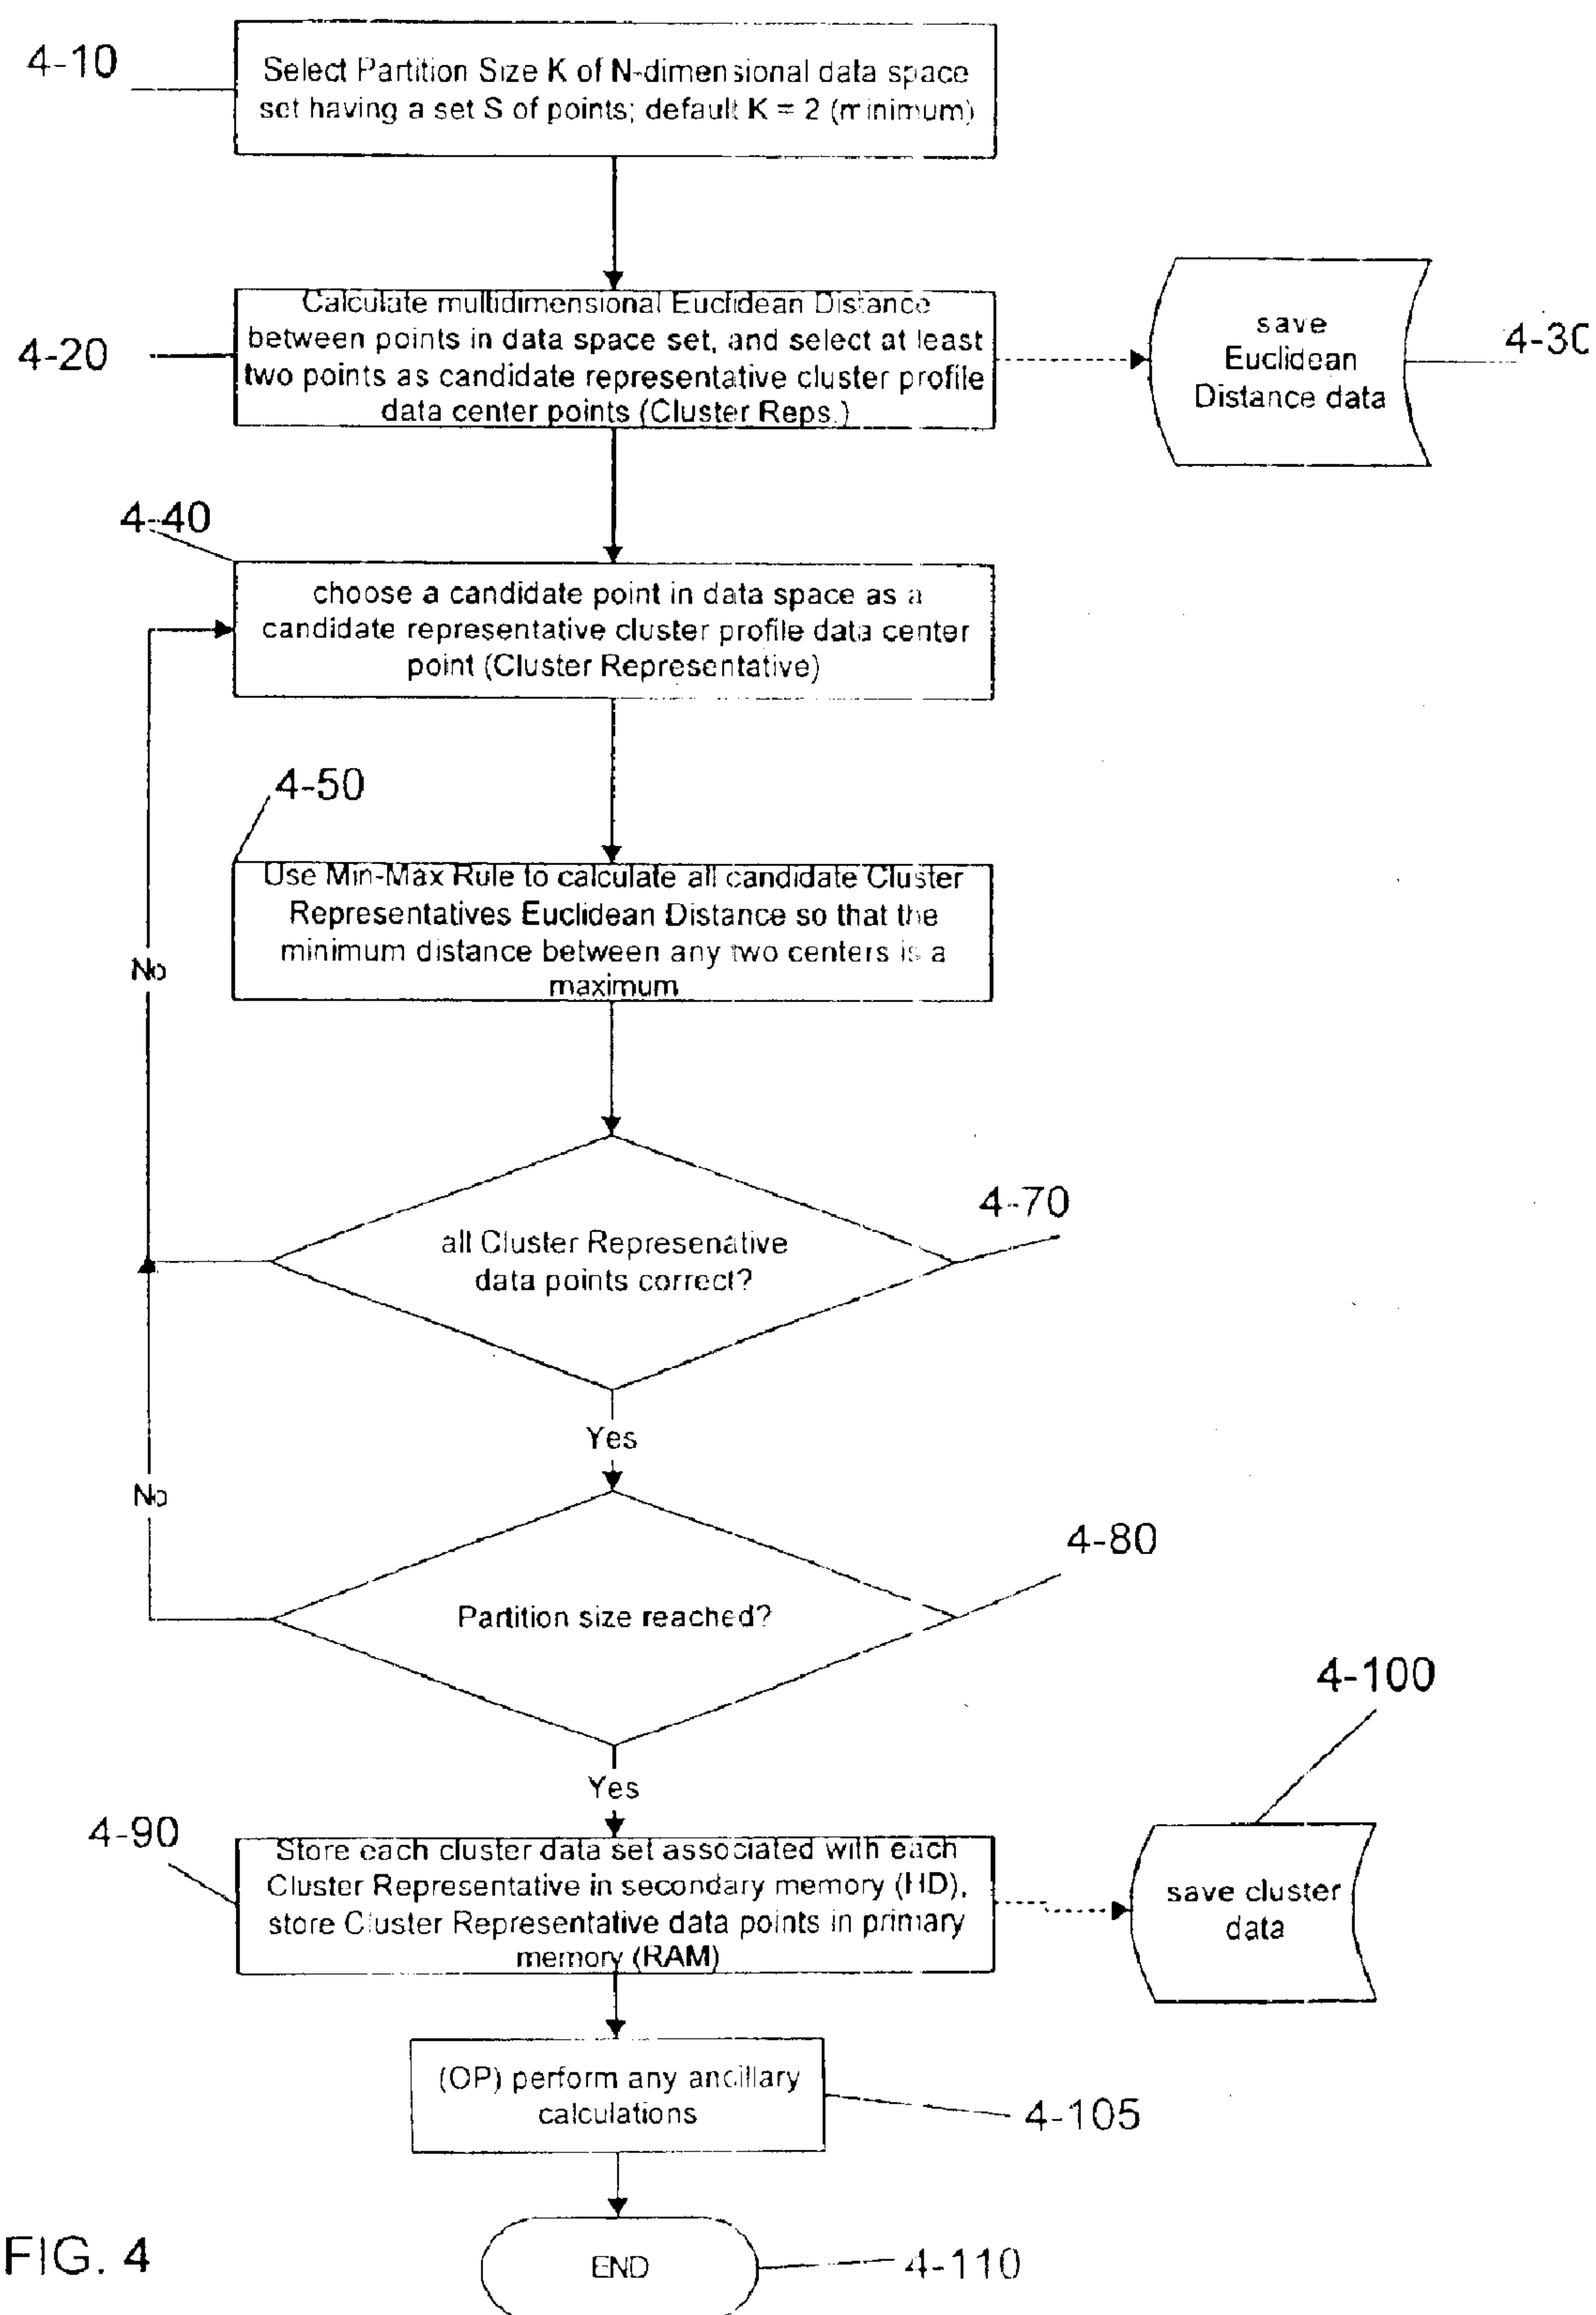 4-10
Select Partition Size K of N-dimensional data space
set having a set S of points; default K = 2 (minimum)
4-20
Calculate multidimensional Euclidean Distance
between points in data space set, and select at least
two points as candidate representative cluster profile
data center points (Cluster Reps.)
save
Euclidean
Distance data
4-30
4-40
choose a candidate point in data space as a
candidate representative cluster profile data center
point (Cluster Representative)
4-50
Use Min-Max Rule to calculate all candidate Cluster
Representatives Euclidean Distance so that the
minimum distance between any two centers is a
maximum
No
4-70
all Cluster Represenative
data points correct?
Yes
No
4-80
Partition size reached?
Yes
4-100
4-90
Store each cluster data set associated with each
Cluster Representative in secondary memory (HD),
store Cluster Representative data points in primary
memory (RAM)
save cluster
data
(OP) perform any ancillary
calculations
4-105
END
4-110
FIG. 4